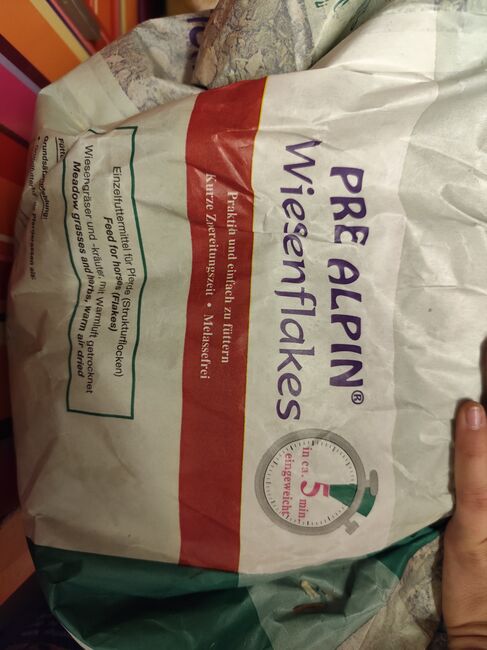 PRE ALPIN®
Wiesenflakes
in ca.
5 min.
eingeweicht
Praktisch und einfach zu füttern
Kurze Zubereitungszeit • Melassefrei
Einzelfuttermittel für Pferde (Strukturflocken)
Feed for horses (Flakes)
Wiesengräser und -kräuter mit Warmluft getrocknet
Meadow grasses and herbs, warm air dried